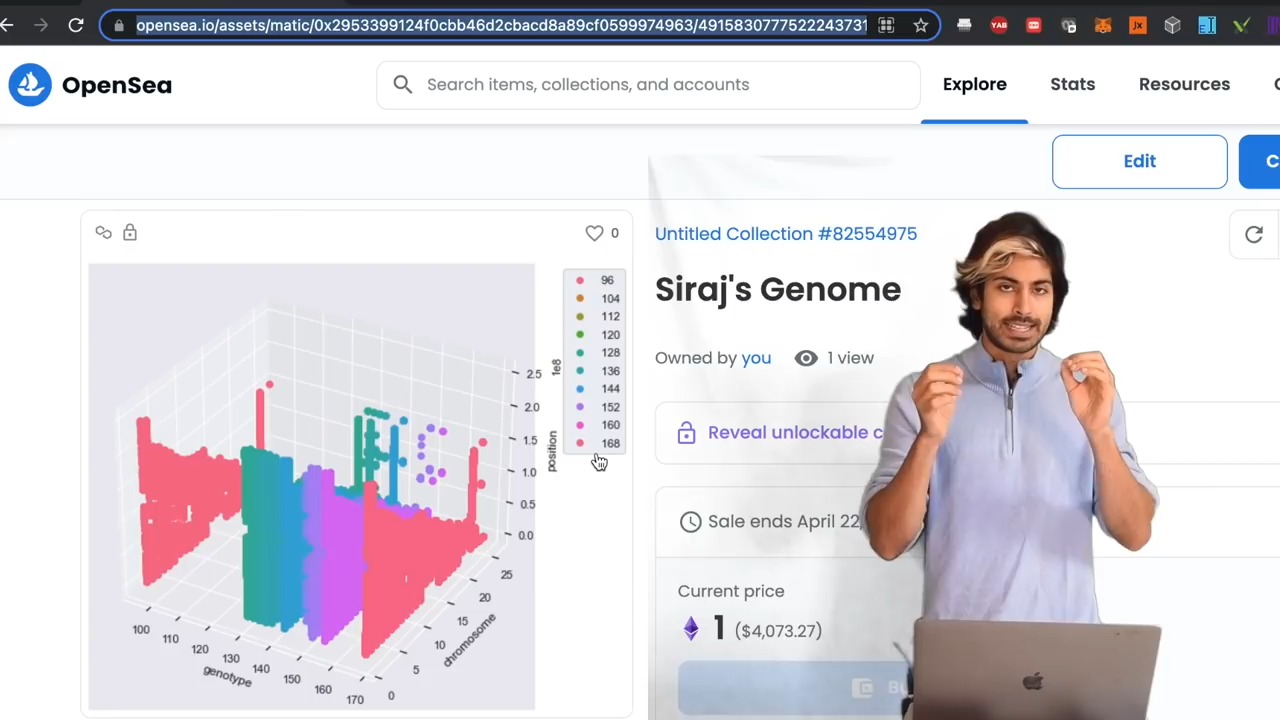 opensea.io/assets/matic/0x2953399124f0cbb46d2cbacd8a89cf0599974963/4915830777522243731
YAB
Jx
OpenSea
Search items, collections, and accounts
Explore
Stats
Resources
Edit
0
Untitled Collection #82554975
Siraj's Genome
Owned by you
1 view
Reveal unlockable c
Sale ends April 22,
Current price
1 ($4,073.27)
96
104
112
120
128
136
144
152
160
168
1e8
2.5
2.0
1.5
1.0
0.5
0.0
position
25
20
15
10
5
0
chromosome
100
110
120
130
140
150
160
170
genotype